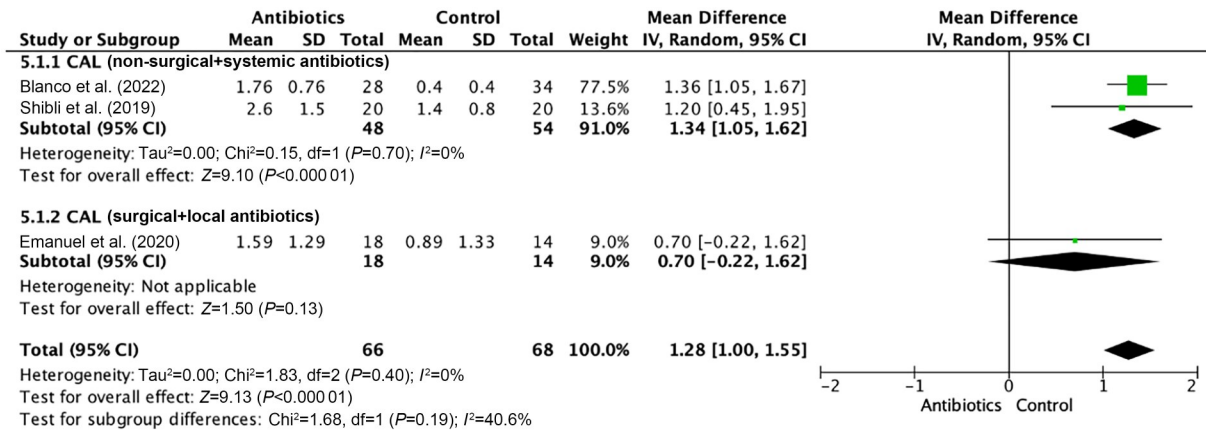 Antibiotics Control Mean Difference Mean Difference
Study or Subgroup Mean SD Total Mean SD Total Weight IV, Random, 95% CI IV, Random, 95% CI
5.1.1 CAL (non-surgical+systemic antibiotics)
Blanco et al. (2022) 1.76 0.76 28 0.4 0.4 34 77.5% 1.36 [1.05, 1.67]
Shibli et al. (2019) 2.6 1.5 20 1.4 0.8 20 13.6% 1.20 [0.45, 1.95]
Subtotal (95% CI) 48 54 91.0% 1.34 [1.05, 1.62]
Heterogeneity: Tau²=0.00; Chi²=0.15, df=1 (P=0.70); I²=0%
Test for overall effect: Z=9.10 (P<0.000 01)
5.1.2 CAL (surgical+local antibiotics)
Emanuel et al. (2020) 1.59 1.29 18 0.89 1.33 14 9.0% 0.70 [−0.22, 1.62]
Subtotal (95% CI) 18 14 9.0% 0.70 [−0.22, 1.62]
Heterogeneity: Not applicable
Test for overall effect: Z=1.50 (P=0.13)
Total (95% CI) 66 68 100.0% 1.28 [1.00, 1.55]
Heterogeneity: Tau²=0.00; Chi²=1.83, df=2 (P=0.40); I²=0%
Test for overall effect: Z=9.13 (P<0.000 01)
Test for subgroup differences: Chi²=1.68, df=1 (P=0.19); I²=40.6%
−2 −1 0 1 2
Antibiotics Control